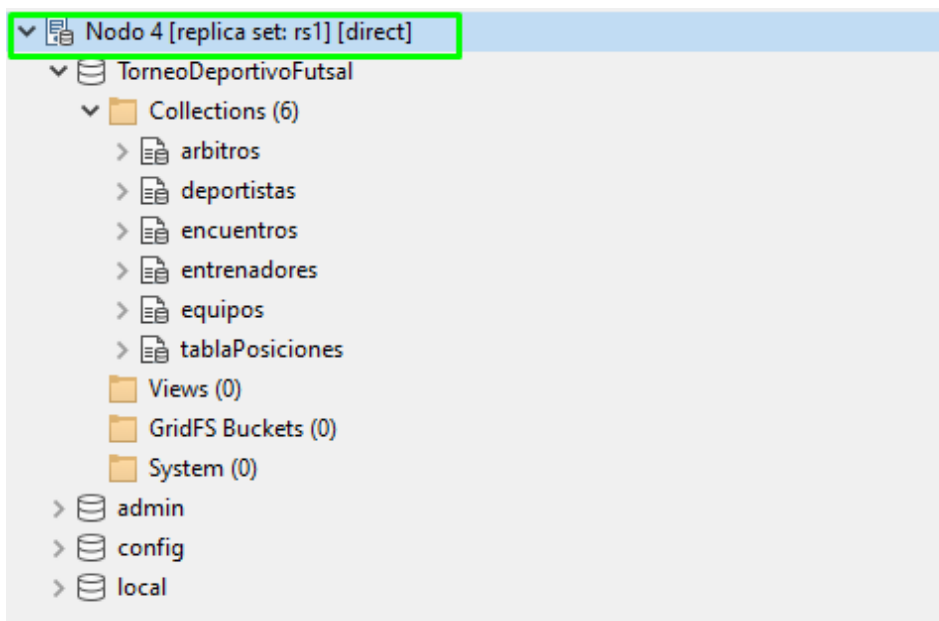 Nodo 4 [replica set: rs1] [direct]
TorneoDeportivoFutsal
Collections (6)
arbitros
deportistas
encuentros
entrenadores
equipos
tablaPosiciones
Views (0)
GridFS Buckets (0)
System (0)
admin
config
local